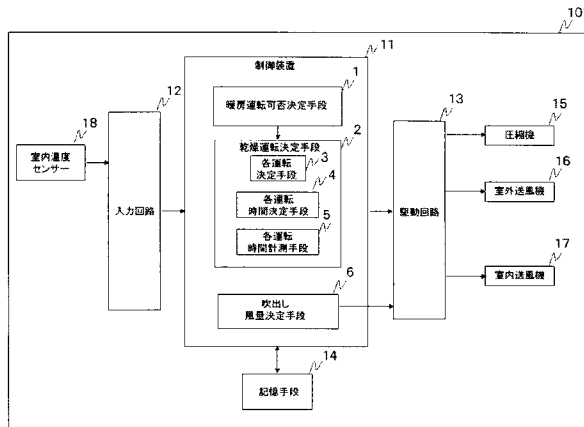 10
11
制御装置
1
暖房運転可否決定手段
2
乾燥運転決定手段
3
各運転
決定手段
4
各運転
時間決定手段
5
各運転
時間計測手段
6
吹出し
風量決定手段
12
入力回路
18
室内温度
センサー
13
駆動回路
15
圧縮機
16
室外送風機
17
室内送風機
14
記憶手段